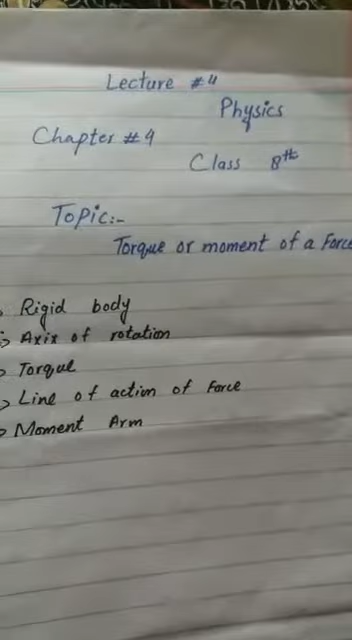 Lecture #4
Physics
Chapter #4
Class 8th
Topic:-
Torque or moment of a Force
Rigid body
Axix of rotation
Torque
Line of action of Force
Moment Arm